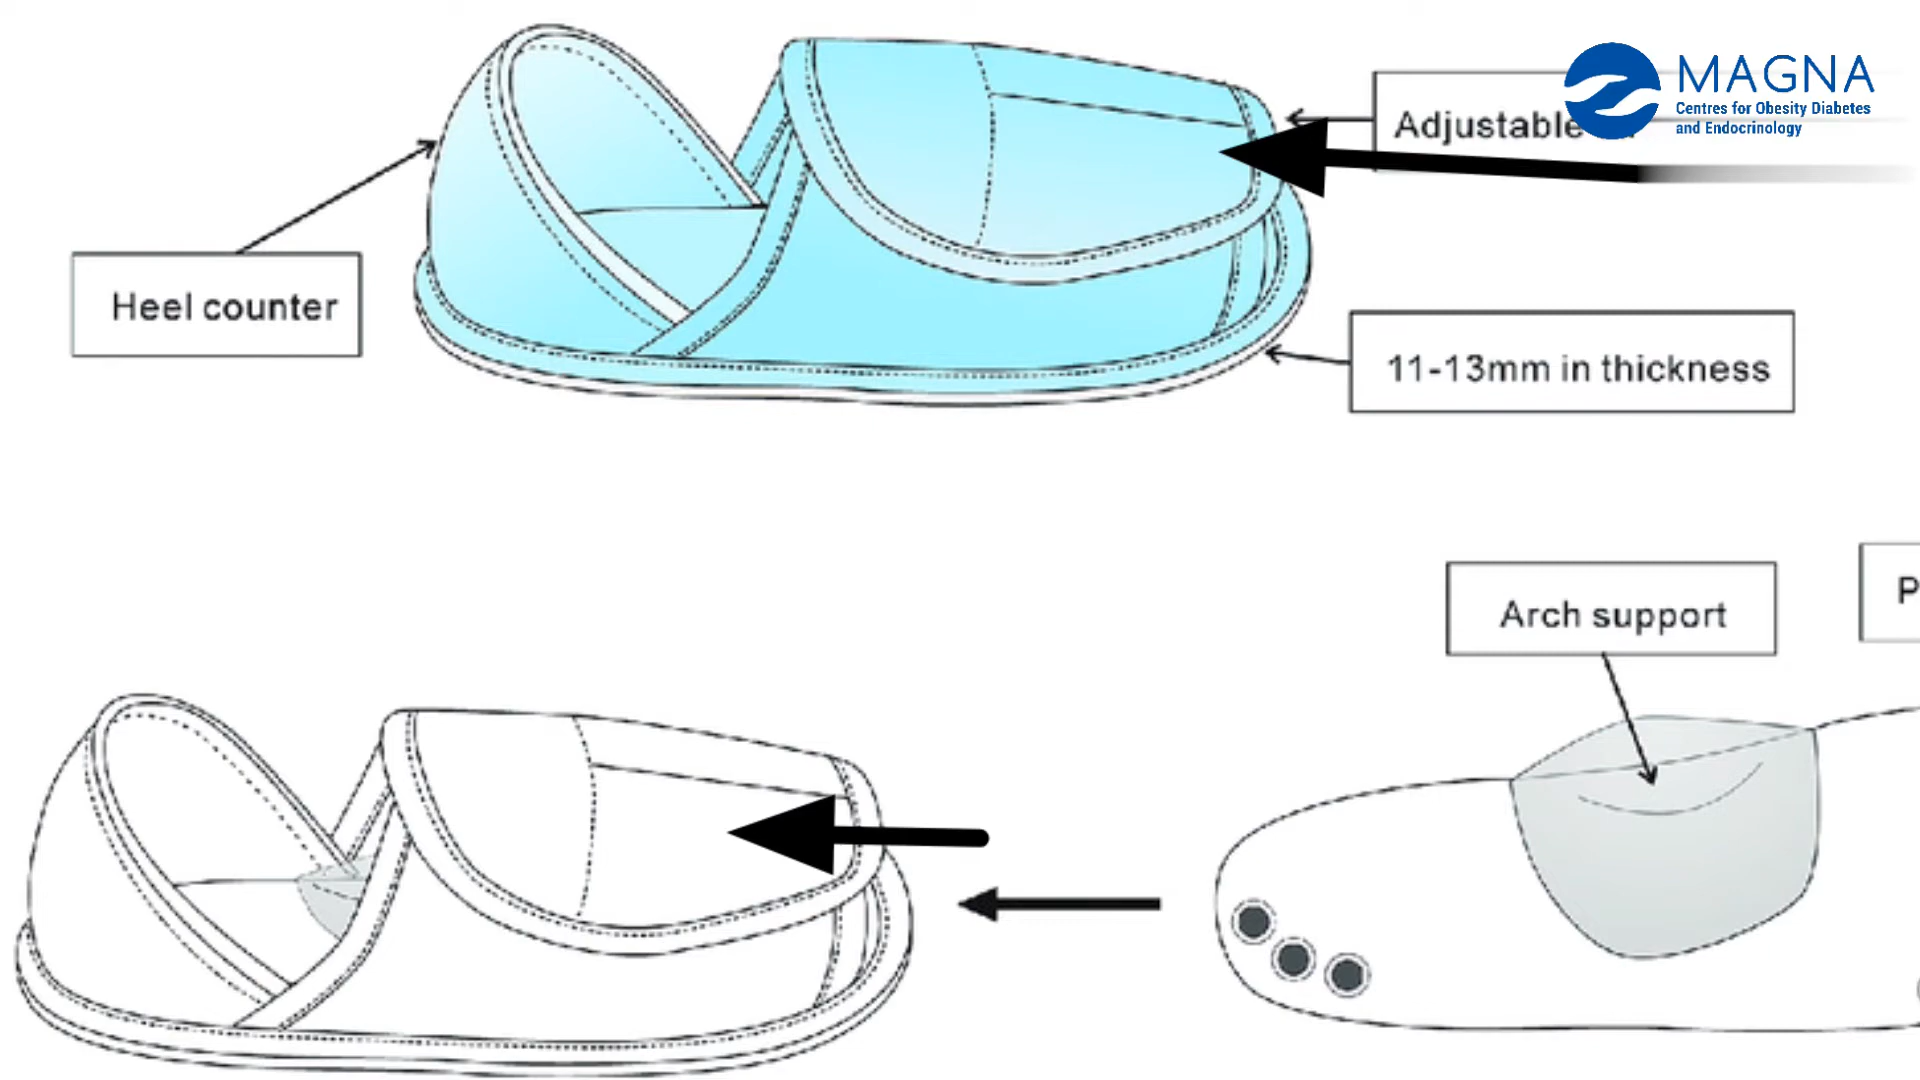 MAGNA
Centres for Obesity Diabetes
and Endocrinology
Adjustable
Heel counter
11-13mm in thickness
Arch support
P